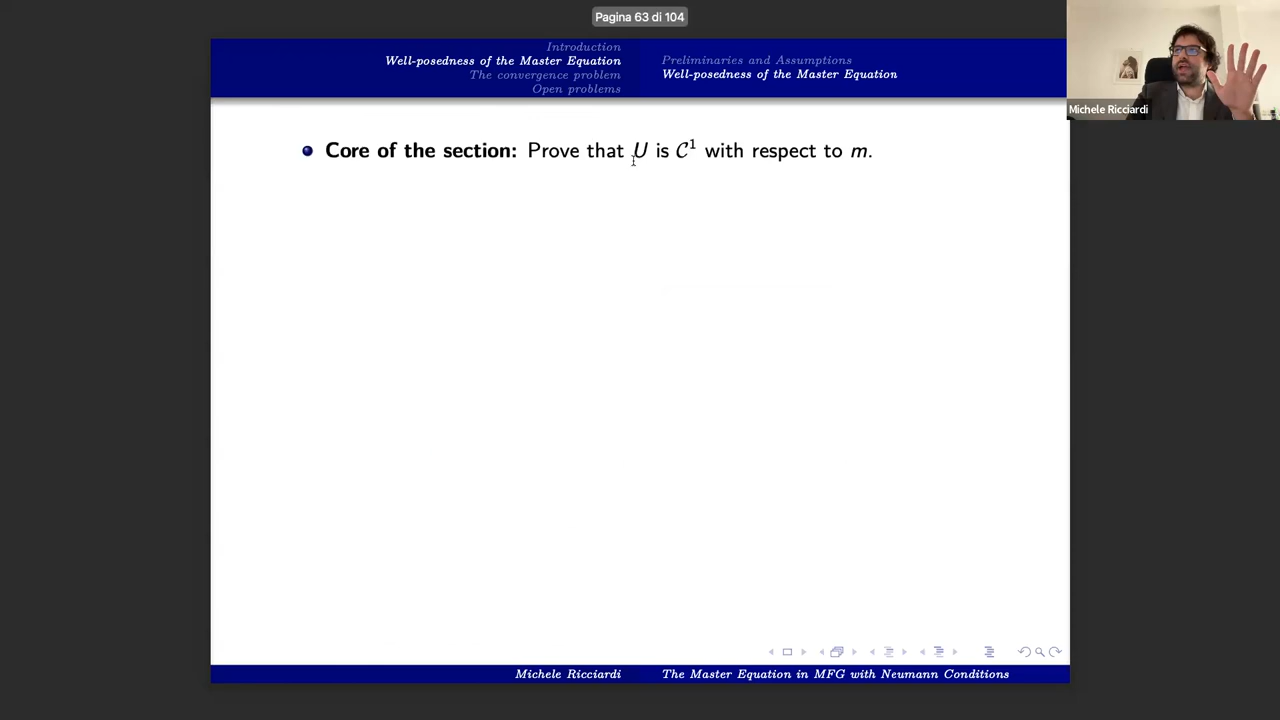 Pagina 63 di 104
Introduction
Well-posedness of the Master Equation
The convergence problem
Open problems
Preliminaries and Assumptions
Well-posedness of the Master Equation
Michele Ricciardi
Core of the section: Prove that U is 𝒞¹ with respect to m.
Michele Ricciardi
The Master Equation in MFG with Neumann Conditions